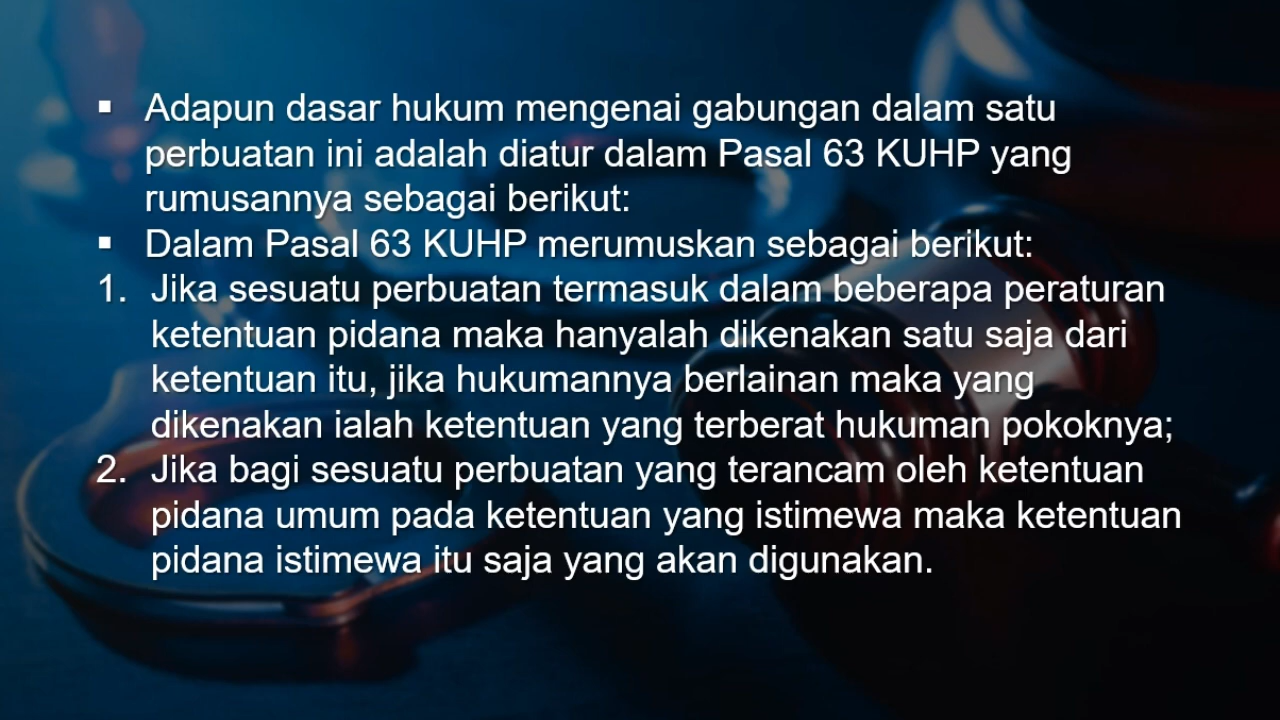 ▪ Adapun dasar hukum mengenai gabungan dalam satu
perbuatan ini adalah diatur dalam Pasal 63 KUHP yang
rumusannya sebagai berikut:
▪ Dalam Pasal 63 KUHP merumuskan sebagai berikut:
1. Jika sesuatu perbuatan termasuk dalam beberapa peraturan
ketentuan pidana maka hanyalah dikenakan satu saja dari
ketentuan itu, jika hukumannya berlainan maka yang
dikenakan ialah ketentuan yang terberat hukuman pokoknya;
2. Jika bagi sesuatu perbuatan yang terancam oleh ketentuan
pidana umum pada ketentuan yang istimewa maka ketentuan
pidana istimewa itu saja yang akan digunakan.